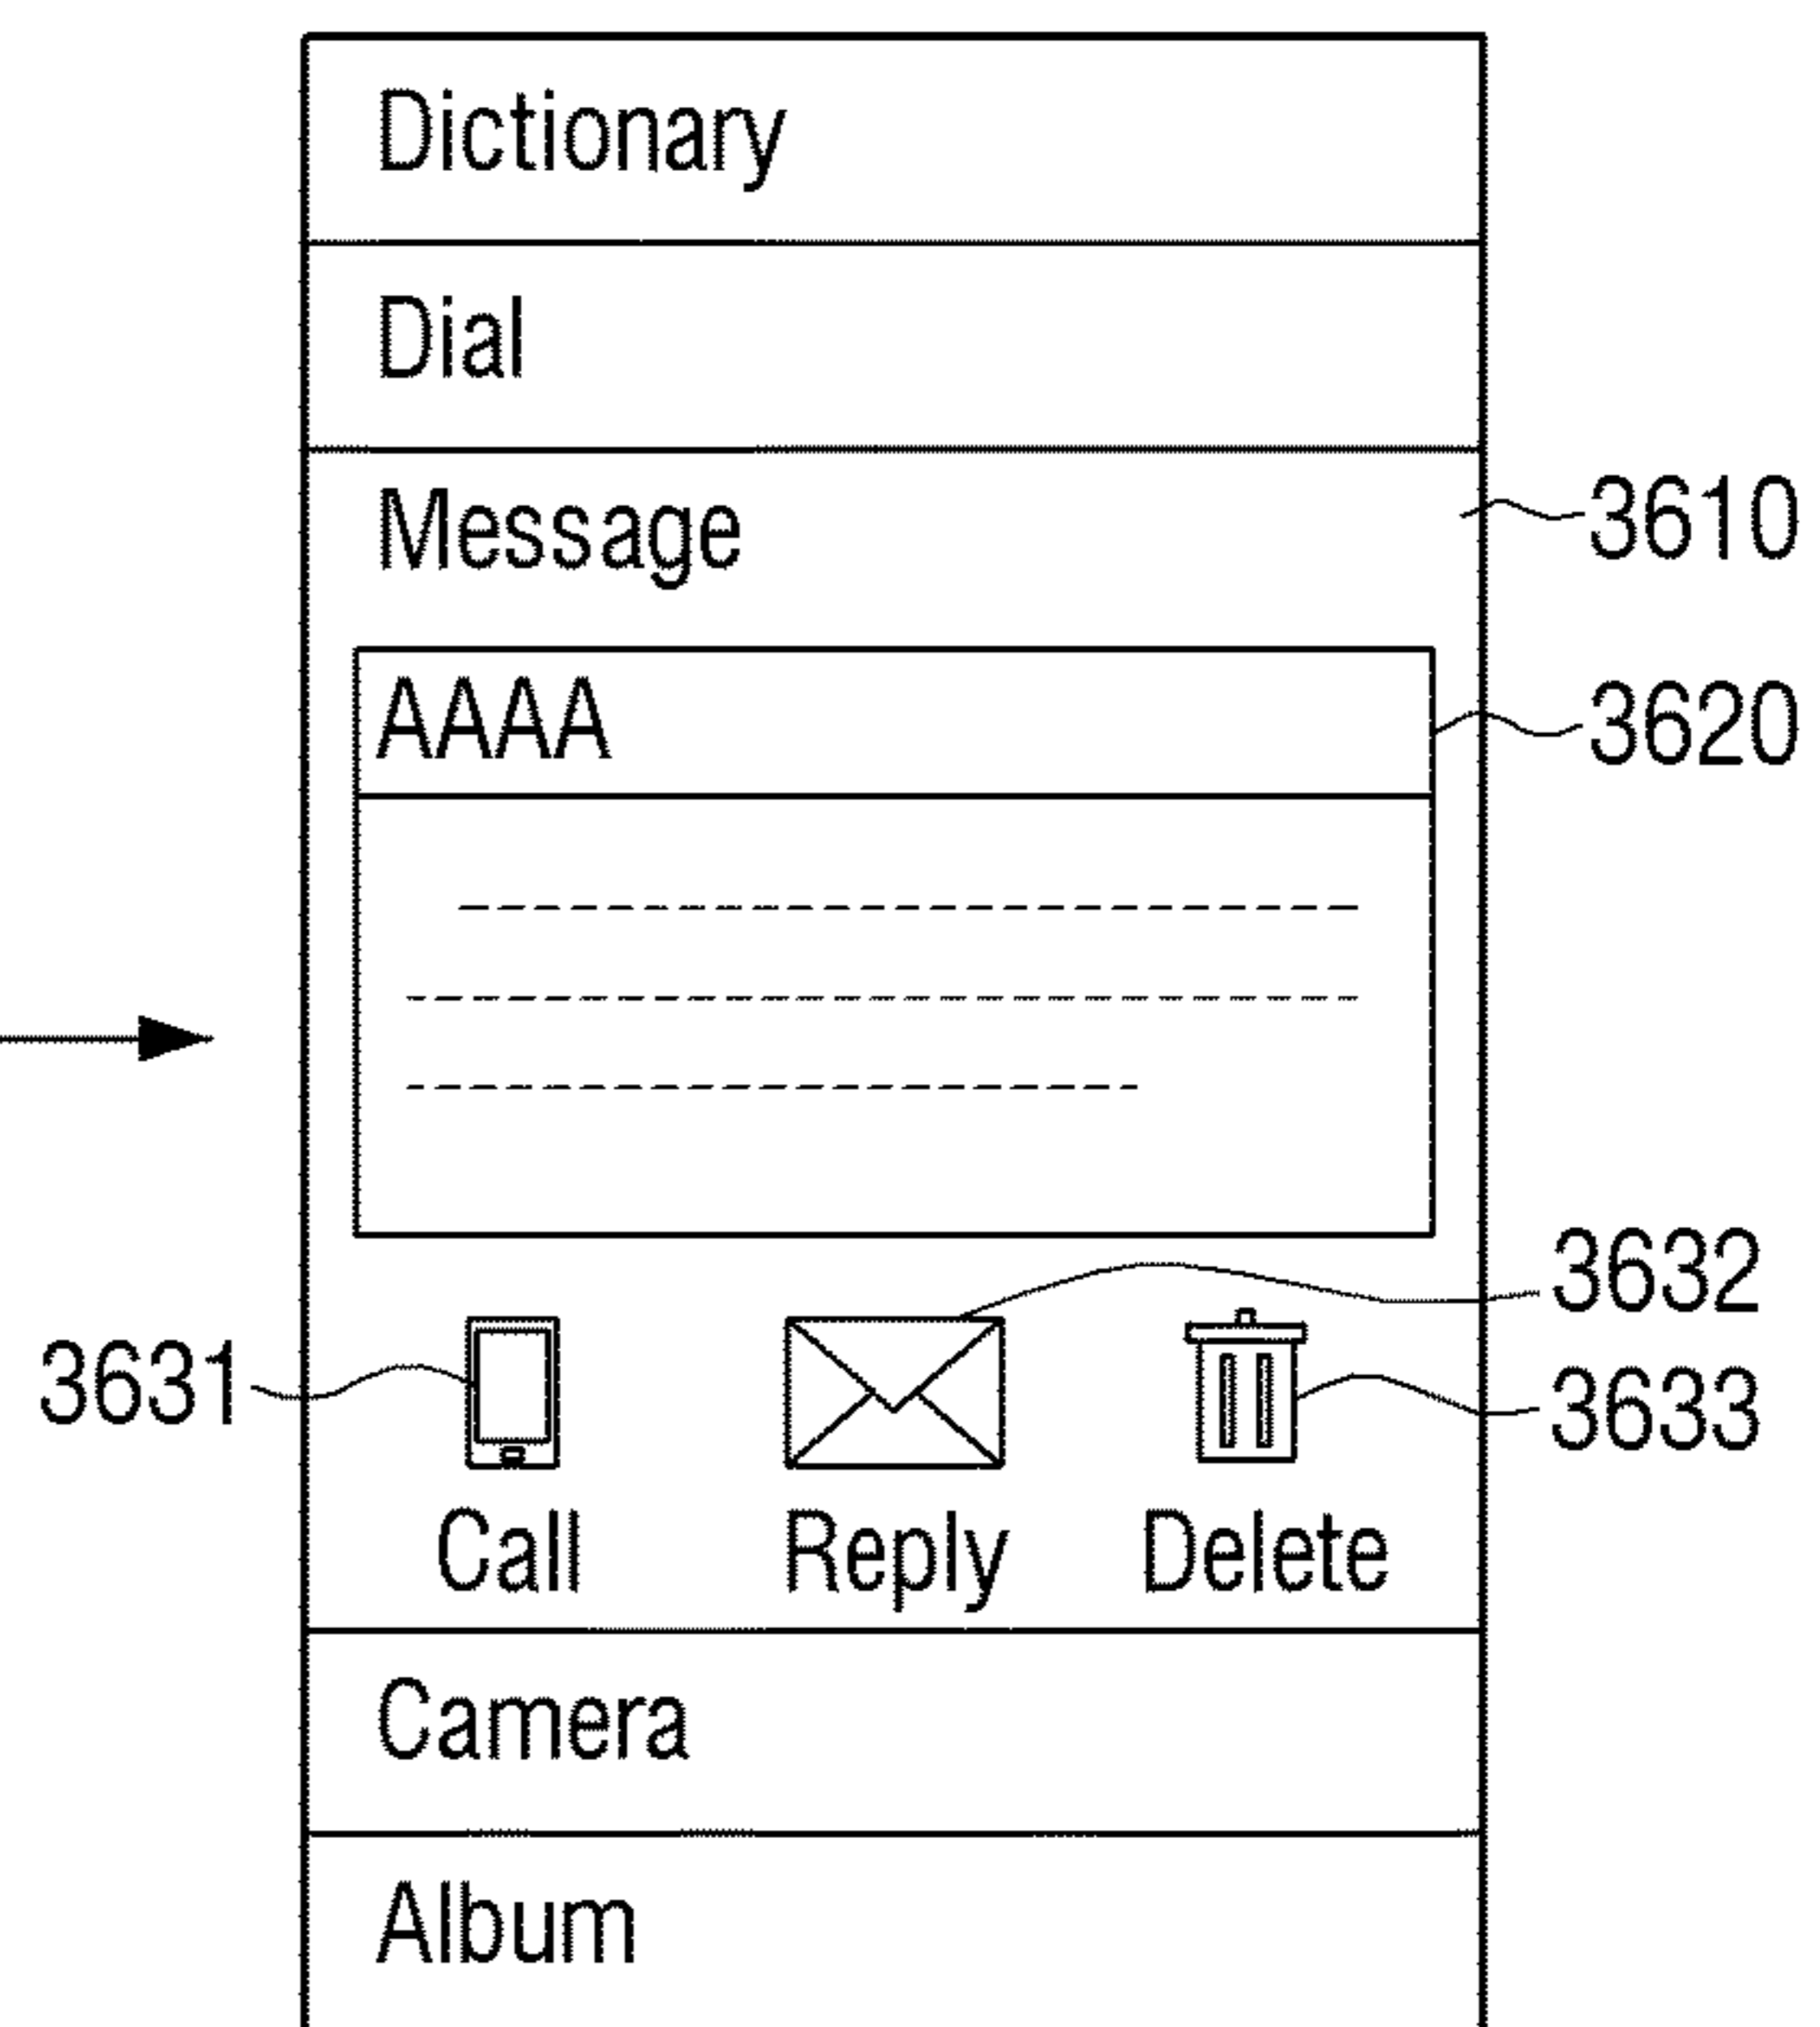 Dictionary
Dial
Message
3610
AAAA
3620
3632
3631
3633
Call Reply Delete
Camera
Album